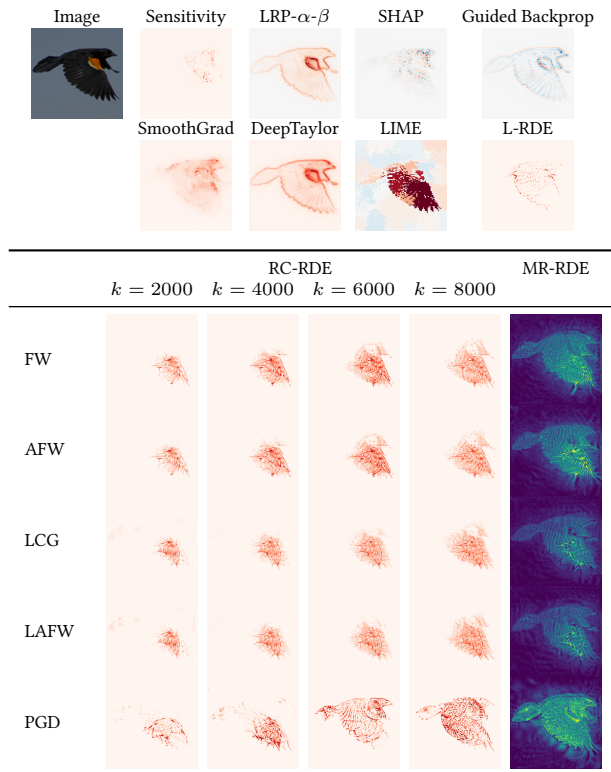 Image Sensitivity LRP-α-β SHAP Guided Backprop
SmoothGrad DeepTaylor LIME L-RDE
RC-RDE MR-RDE
k = 2000 k = 4000 k = 6000 k = 8000
FW
AFW
LCG
LAFW
PGD